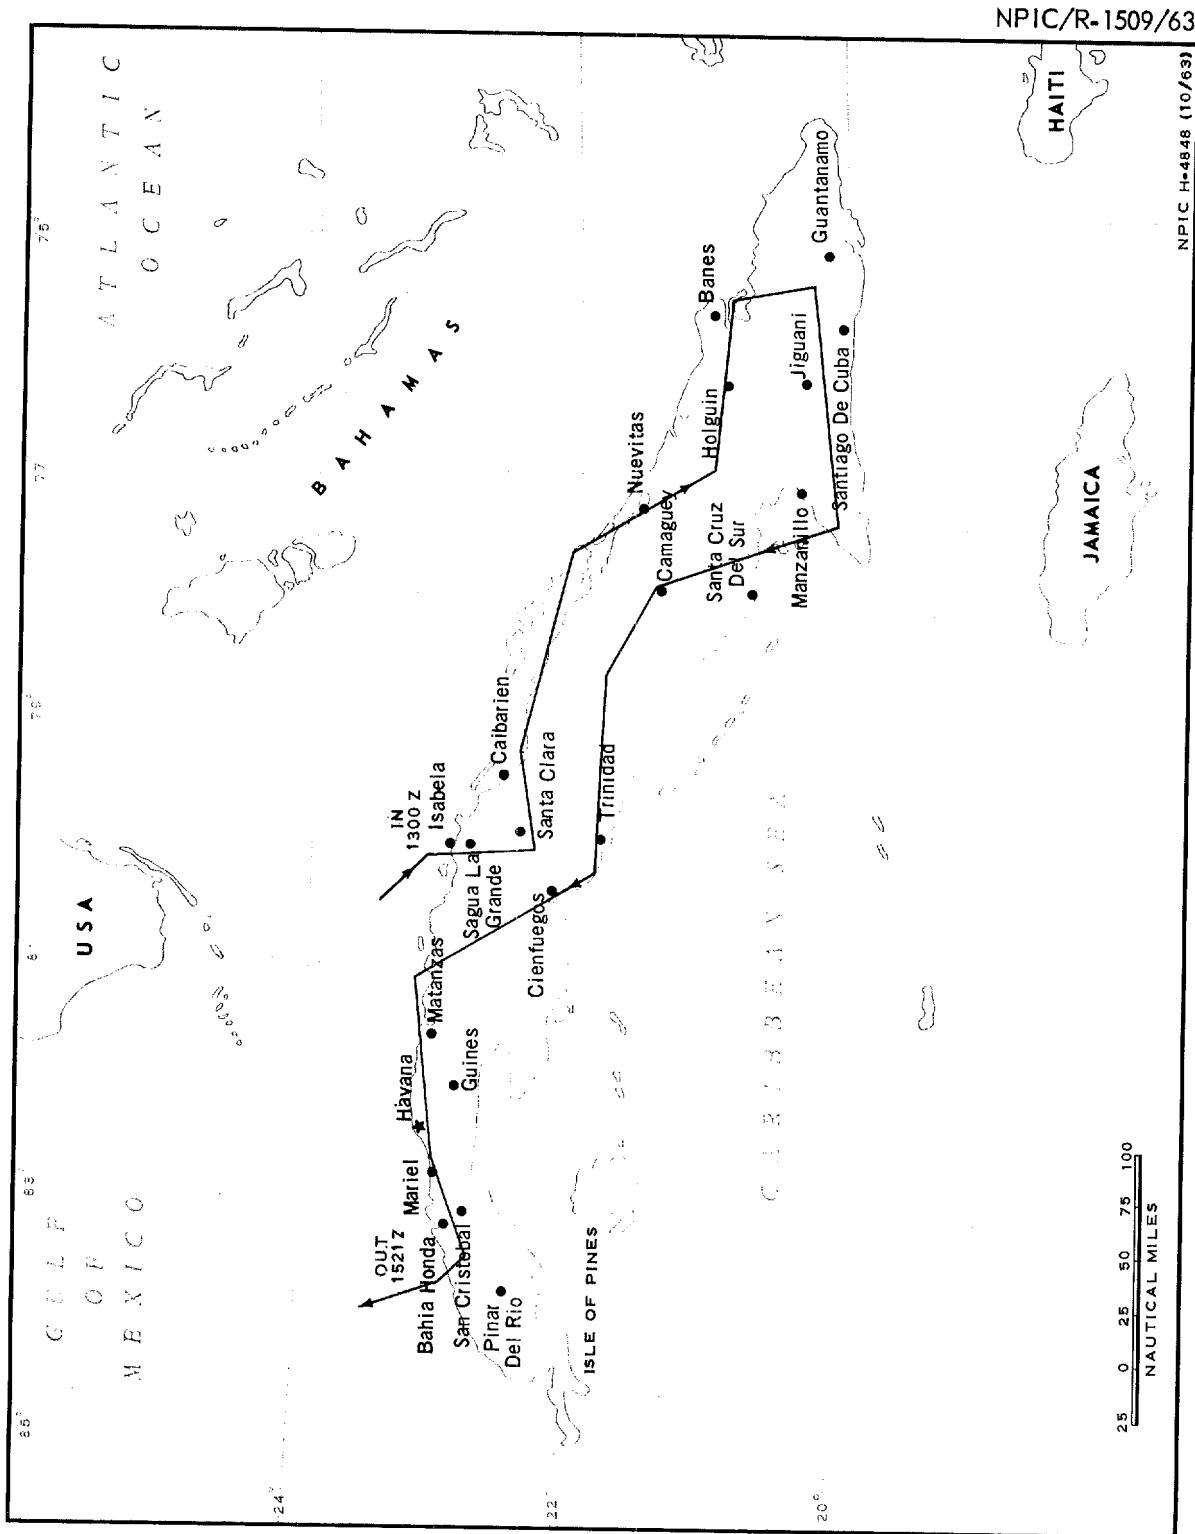 NPIC/R-1509/63
NPIC H-4848 (10/63)
ATLANTIC
OCEAN
BAHAMAS
USA
GULF
OF
MEXICO
HAITI
JAMAICA
CARIBBEAN SEA
ISLE OF PINES
85°
83
79°
77
75°
24°
22°
20°
IN
1300 Z
OUT
1521 Z
Isabela
Sagua La
Grande
Caibarien
Santa Clara
Trinidad
Cienfuegos
Matanzas
Guines
Havana
Mariel
Bahia Honda
San Cristobal
Pinar
Del Rio
Nuevitas
Camaguey
Santa Cruz
Del Sur
Manzanillo
Holguin
Banes
Jiguani
Santiago De Cuba
Guantanamo
25 0 25 50 75 100
NAUTICAL MILES